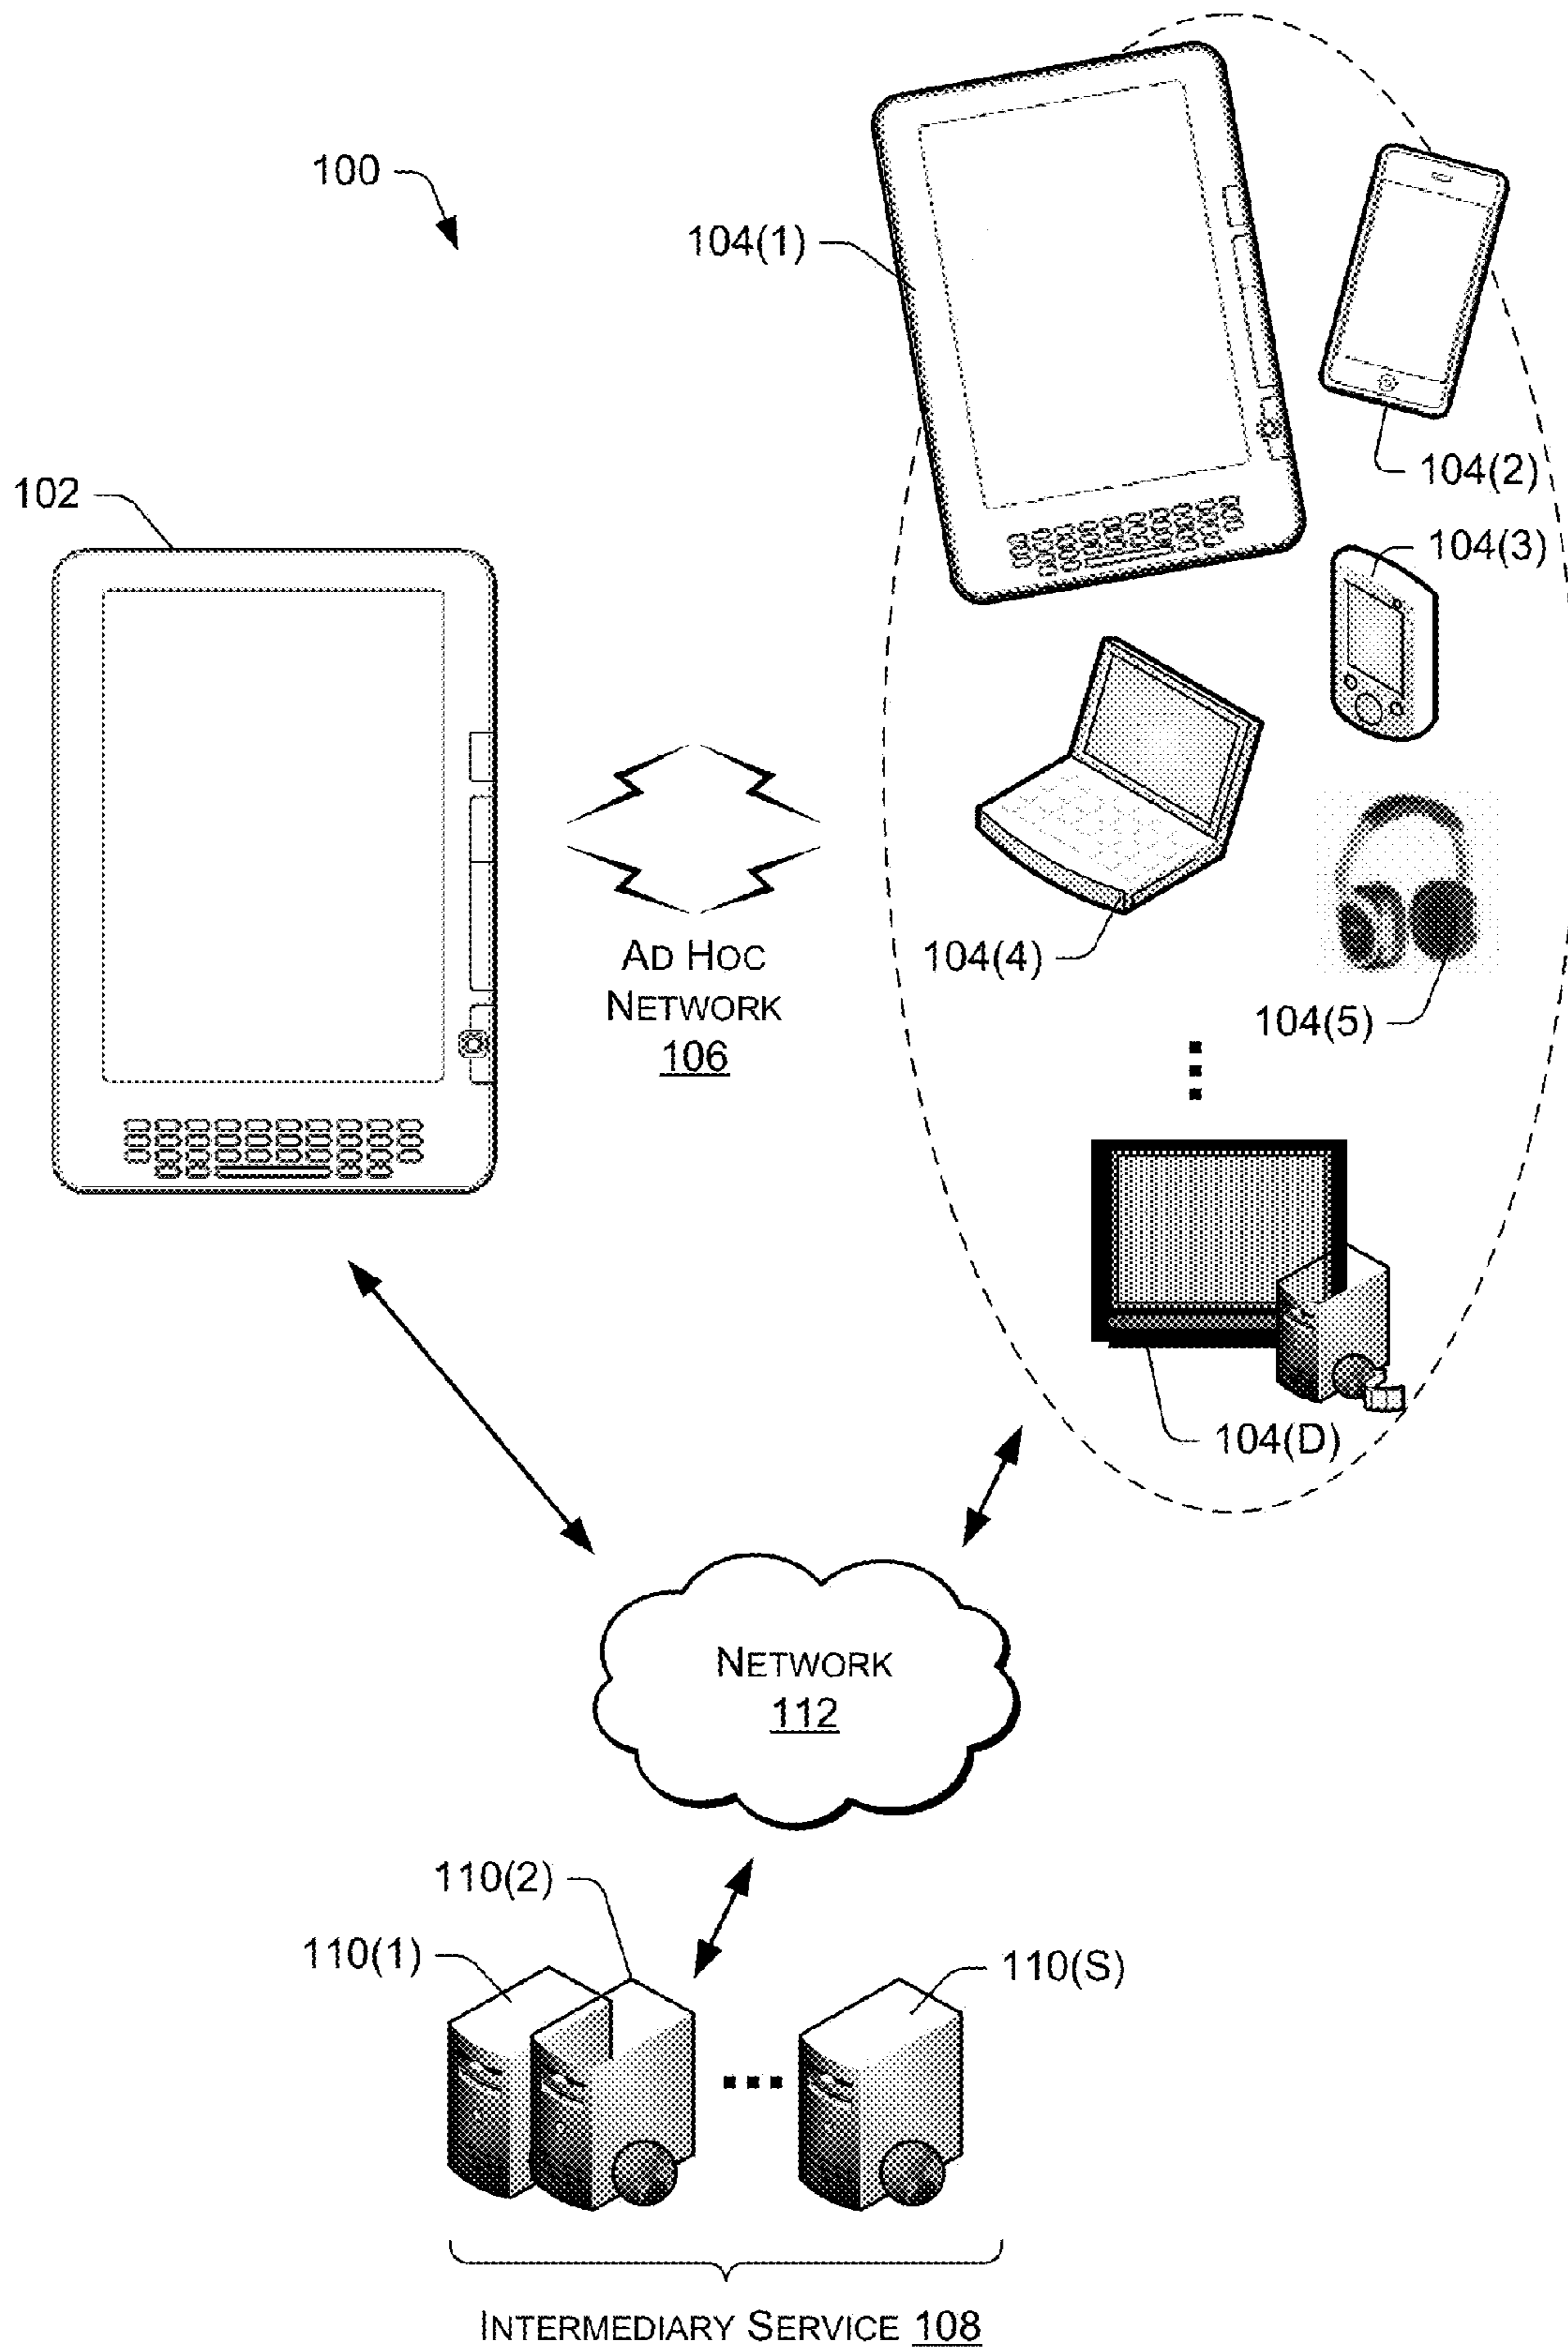 100
104(1)
104(2)
102
104(3)
AD HOC
NETWORK
106
104(4)
104(5)
104(D)
NETWORK
112
110(2)
110(1)
110(S)
INTERMEDIARY SERVICE 108